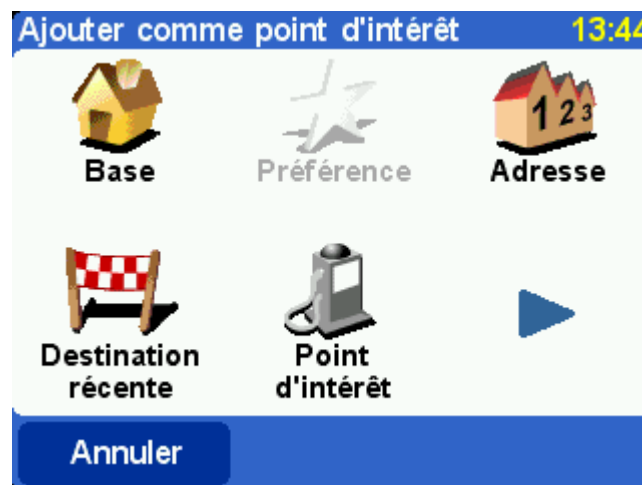 Ajouter comme point d'intérêt 13:44
Base Préférence Adresse
1 2 3
Destination récente
Point d'intérêt
Annuler